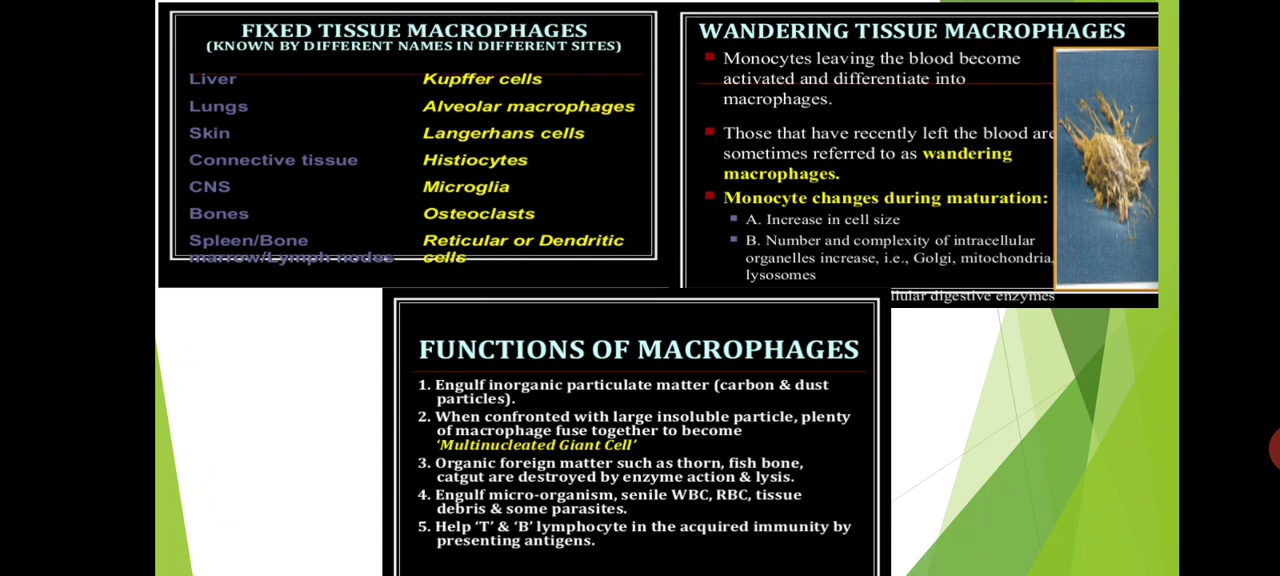 FIXED TISSUE MACROPHAGES
(KNOWN BY DIFFERENT NAMES IN DIFFERENT SITES)
Liver Kupffer cells
Lungs Alveolar macrophages
Skin Langerhans cells
Connective tissue Histiocytes
CNS Microglia
Bones Osteoclasts
Spleen/Bone Reticular or Dendritic
marrow/Lymph nodes cells
WANDERING TISSUE MACROPHAGES
Monocytes leaving the blood become
activated and differentiate into
macrophages.
Those that have recently left the blood are
sometimes referred to as wandering
macrophages.
Monocyte changes during maturation:
A. Increase in cell size
B. Number and complexity of intracellular
organelles increase, i.e., Golgi, mitochondria,
lysosomes
llular digestive enzymes
FUNCTIONS OF MACROPHAGES
1. Engulf inorganic particulate matter (carbon & dust
particles).
2. When confronted with large insoluble particle, plenty
of macrophage fuse together to become
‘Multinucleated Giant Cell’
3. Organic foreign matter such as thorn, fish bone,
catgut are destroyed by enzyme action & lysis.
4. Engulf micro-organism, senile WBC, RBC, tissue
debris & some parasites.
5. Help ‘T’ & ‘B’ lymphocyte in the acquired immunity by
presenting antigens.